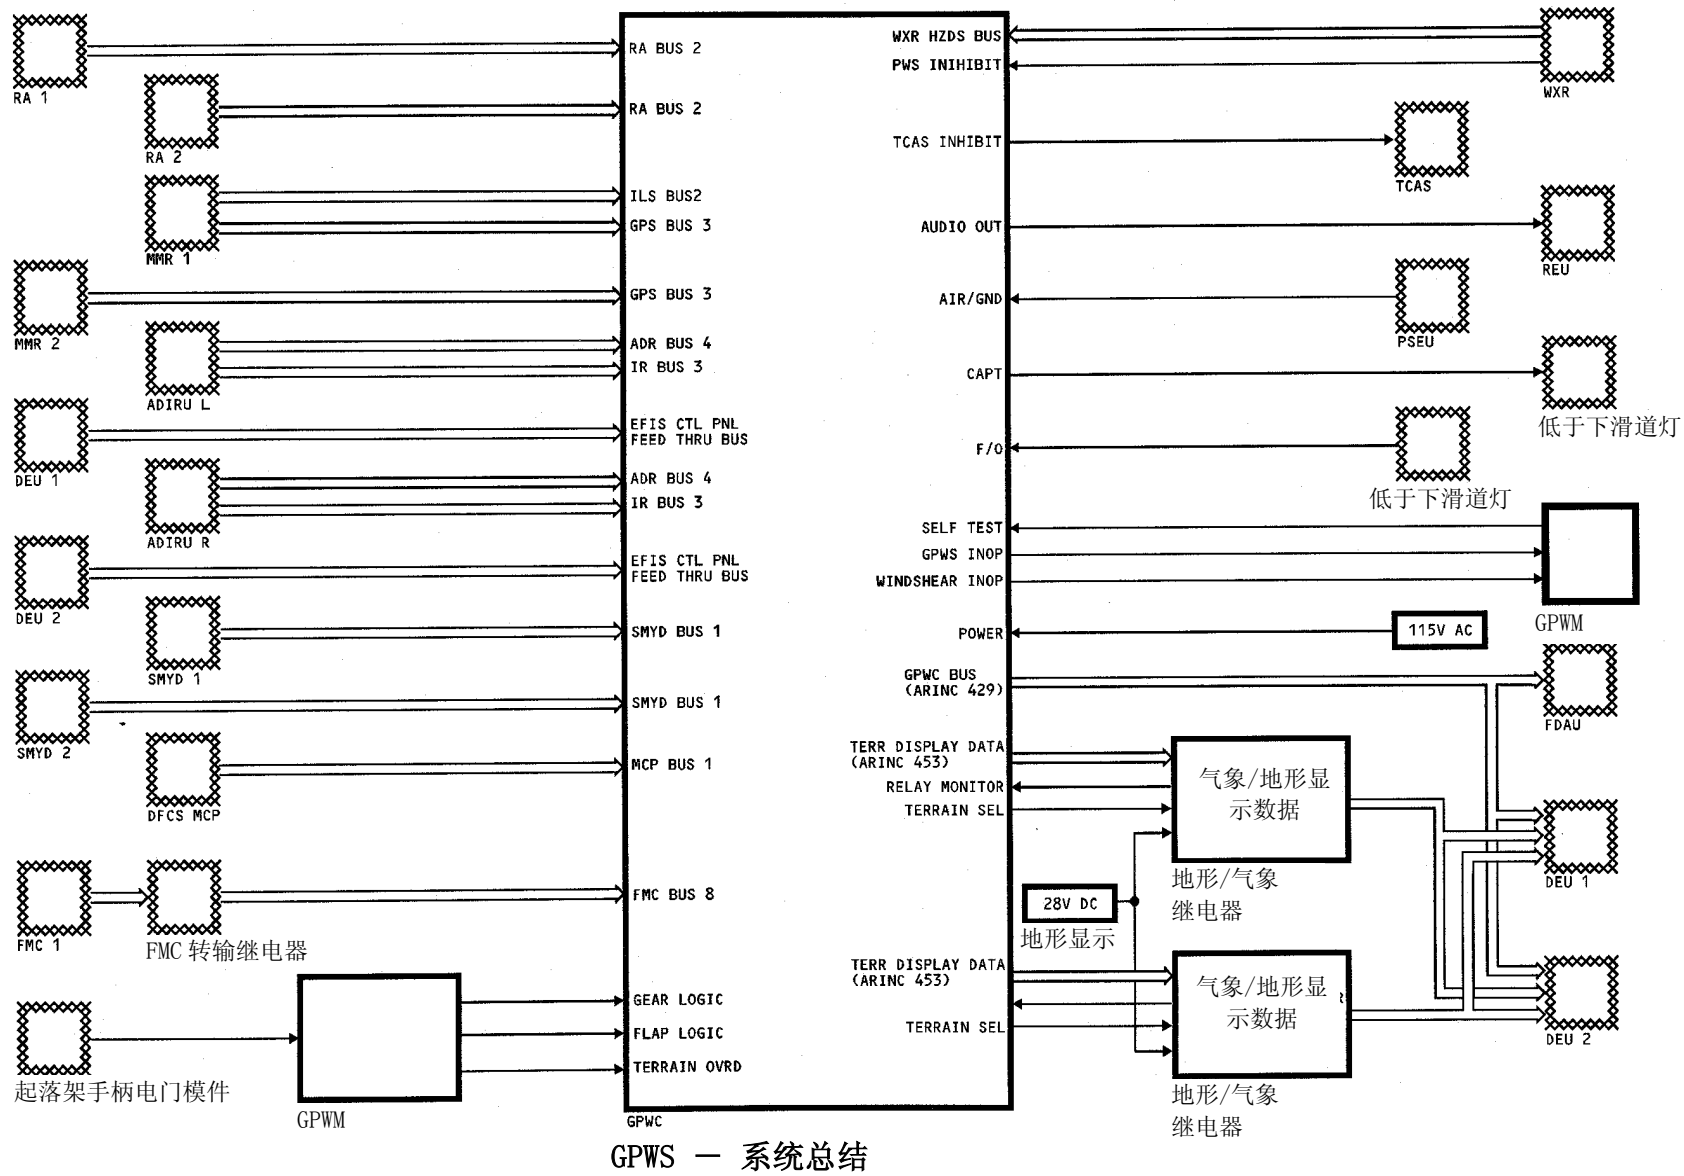 RA 1
RA 2
MMR 1
MMR 2
ADIRU L
DEU 1
ADIRU R
DEU 2
SMYD 1
SMYD 2
DFCS MCP
FMC 1
FMC 转输继电器
起落架手柄电门模件
GPWM
RA BUS 2
RA BUS 2
ILS BUS2
GPS BUS 3
GPS BUS 3
ADR BUS 4
IR BUS 3
EFIS CTL PNL
FEED THRU BUS
ADR BUS 4
IR BUS 3
EFIS CTL PNL
FEED THRU BUS
SMYD BUS 1
SMYD BUS 1
MCP BUS 1
FMC BUS 8
GEAR LOGIC
FLAP LOGIC
TERRAIN OVRD
GPWC
WXR HZDS BUS
PWS INIHIBIT
TCAS INHIBIT
AUDIO OUT
AIR/GND
CAPT
F/O
SELF TEST
GPWS INOP
WINDSHEAR INOP
POWER
GPWC BUS
(ARINC 429)
TERR DISPLAY DATA
(ARINC 453)
RELAY MONITOR
TERRAIN SEL
TERR DISPLAY DATA
(ARINC 453)
TERRAIN SEL
WXR
TCAS
REU
PSEU
低于下滑道灯
低于下滑道灯
GPWM
115V AC
FDAU
气象/地形显
示数据
地形/气象
继电器
28V DC
地形显示
DEU 1
气象/地形显
示数据
R
地形/气象
继电器
DEU 2
GPWS — 系统总结